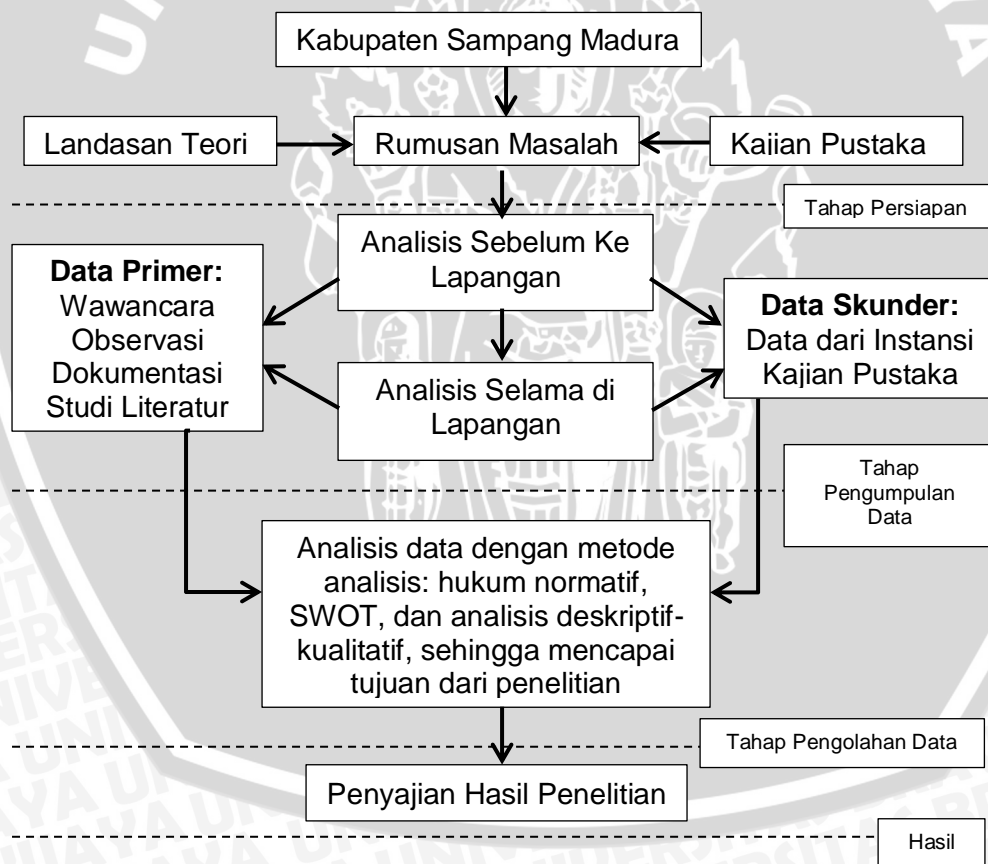 Kabupaten Sampang Madura
Landasan Teori
Rumusan Masalah
Kajian Pustaka
Tahap Persiapan
Analisis Sebelum Ke
Lapangan
Data Primer:
Wawancara
Observasi
Dokumentasi
Studi Literatur
Data Skunder:
Data dari Instansi
Kajian Pustaka
Analisis Selama di
Lapangan
Tahap
Pengumpulan
Data
Analisis data dengan metode
analisis: hukum normatif,
SWOT, dan analisis deskriptif-
kualitatif, sehingga mencapai
tujuan dari penelitian
Tahap Pengolahan Data
Penyajian Hasil Penelitian
Hasil